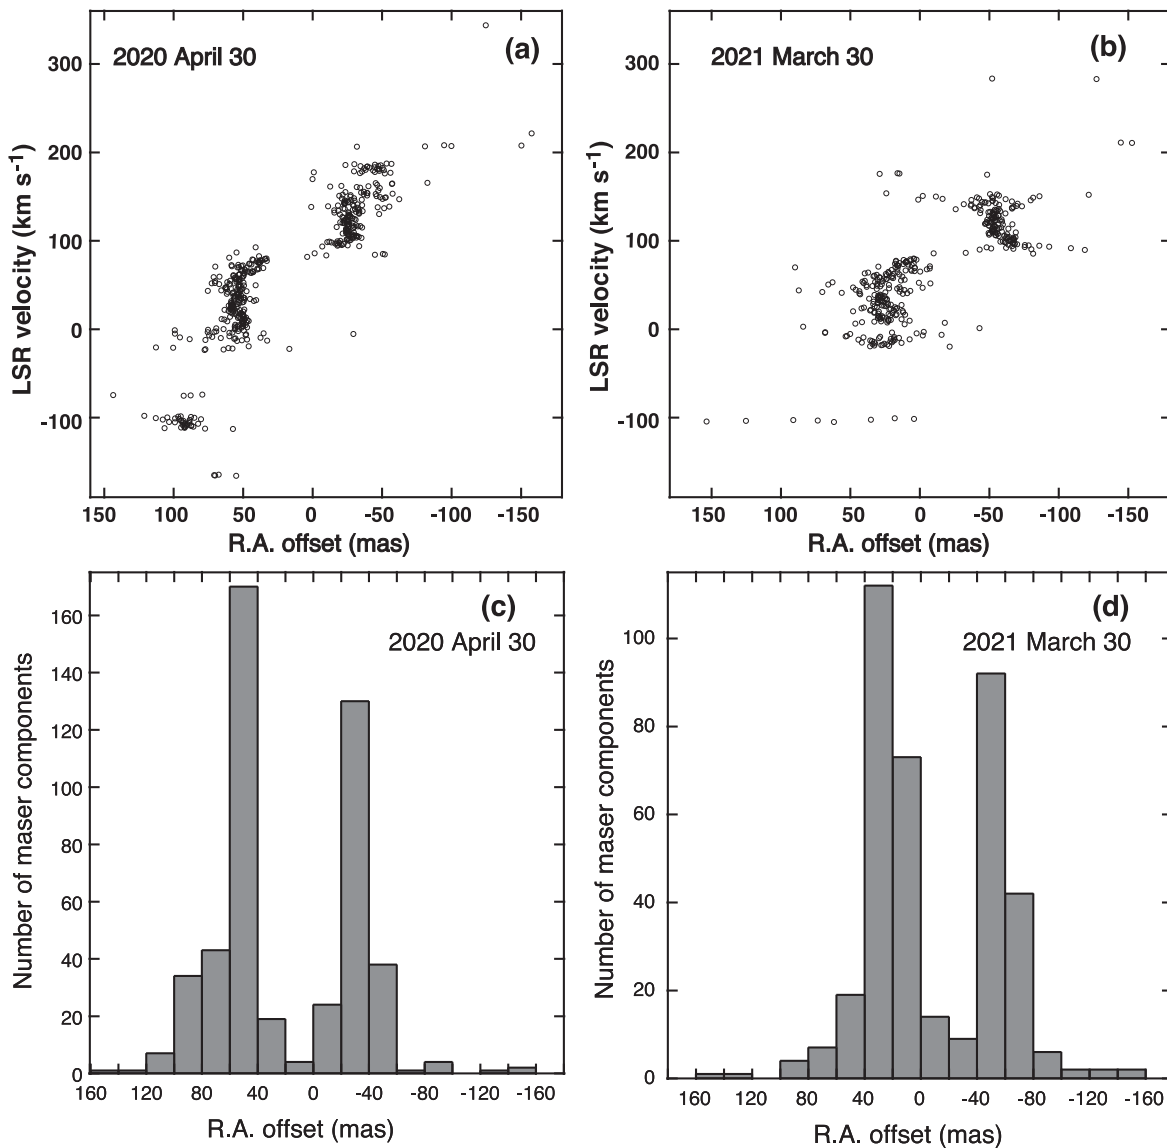 2020 April 30
(a)
300
200
100
0
-100
LSR velocity (km s-1)
150 100 50 0 -50 -100 -150
R.A. offset (mas)
2021 March 30
(b)
300
200
100
0
-100
LSR velocity (km s-1)
150 100 50 0 -50 -100 -150
R.A. offset (mas)
(c)
2020 April 30
160
140
120
100
80
60
40
20
0
Number of maser components
160 120 80 40 0 -40 -80 -120 -160
R.A. offset (mas)
(d)
2021 March 30
100
80
60
40
20
0
Number of maser components
160 120 80 40 0 -40 -80 -120 -160
R.A. offset (mas)